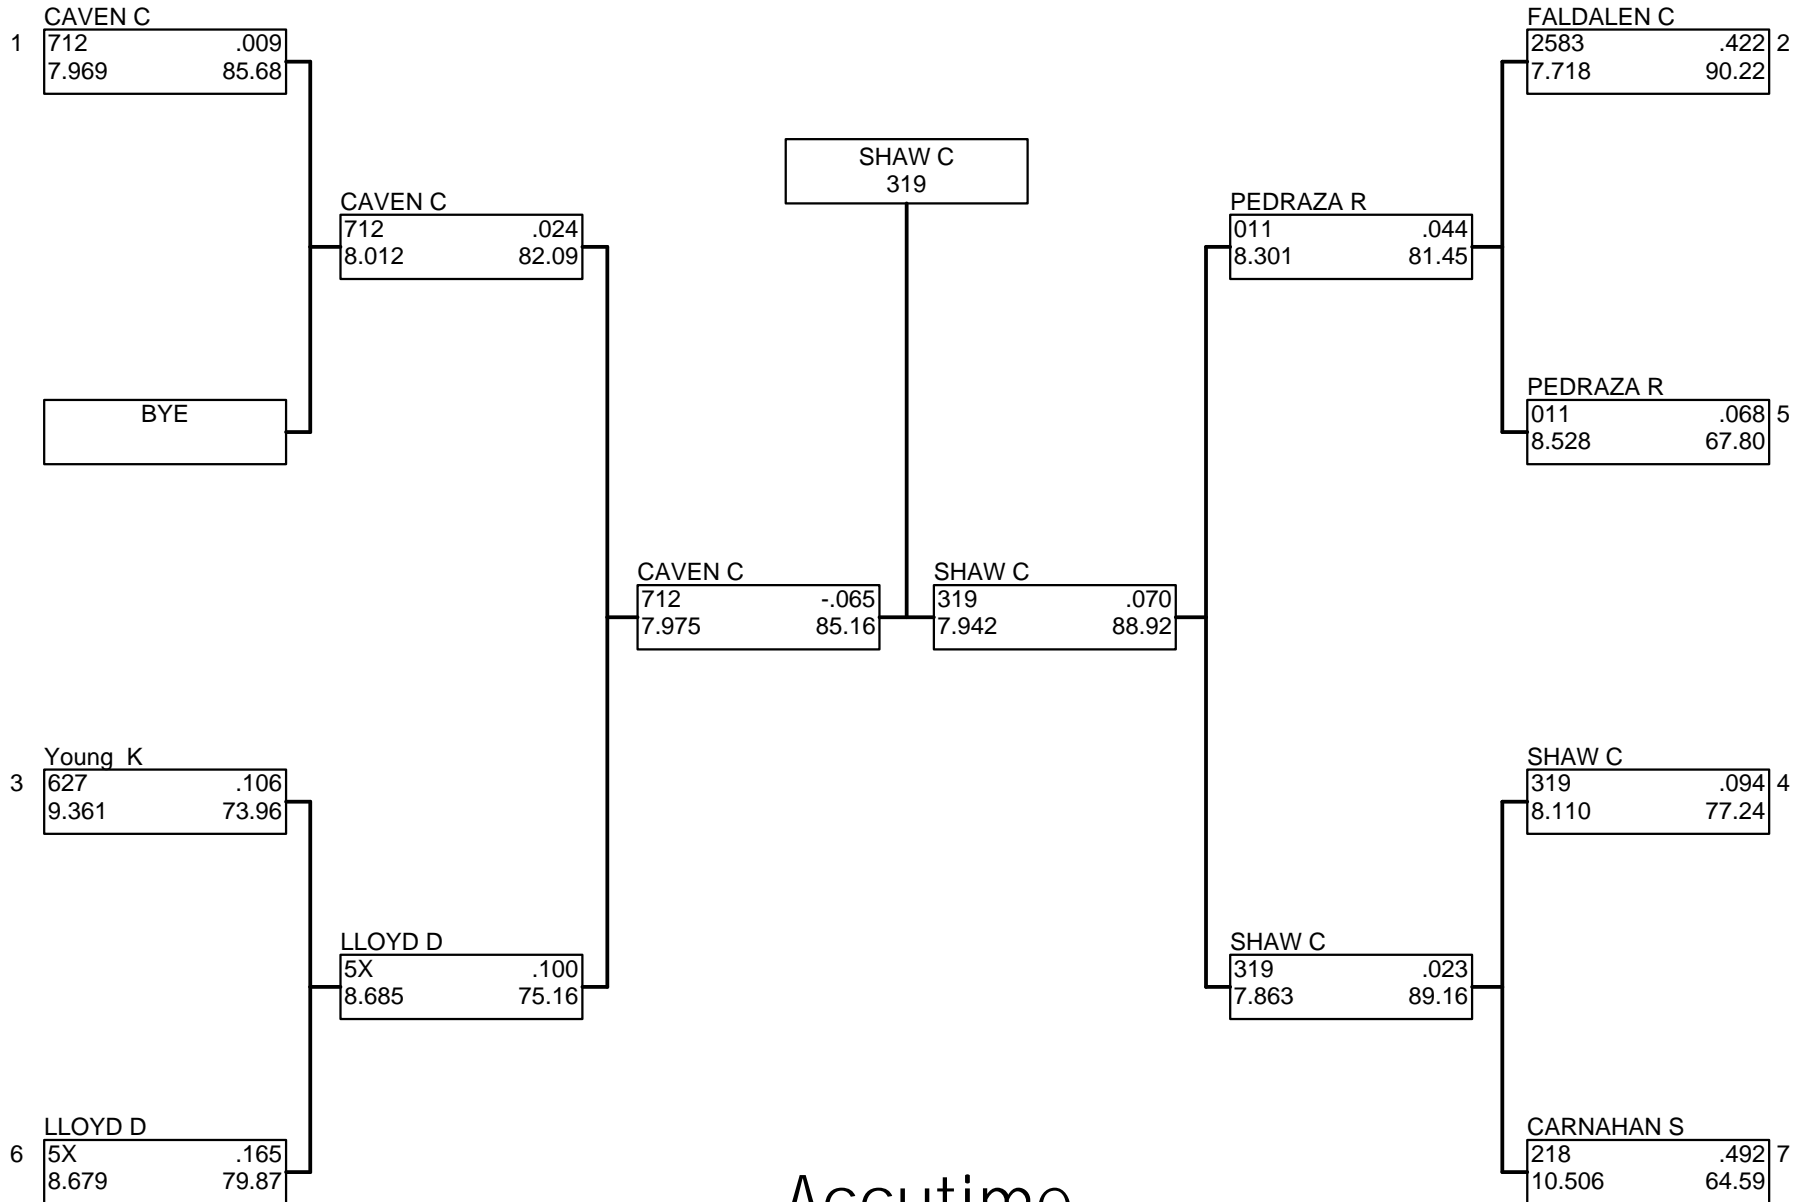 CAVEN C
1 712 .009
7.969 85.68
BYE
Young  K
3 627 .106
9.361 73.96
LLOYD D
6 5X .165
8.679 79.87
CAVEN C
712 .024
8.012 82.09
LLOYD D
5X .100
8.685 75.16
CAVEN C
712 -.065
7.975 85.16
SHAW C
319
SHAW C
319 .070
7.942 88.92
PEDRAZA R
011 .044
8.301 81.45
SHAW C
319 .023
7.863 89.16
FALDALEN C
2583 .422 2
7.718 90.22
PEDRAZA R
011 .068 5
8.528 67.80
SHAW C
319 .094 4
8.110 77.24
CARNAHAN S
218 .492 7
10.506 64.59
Accutime